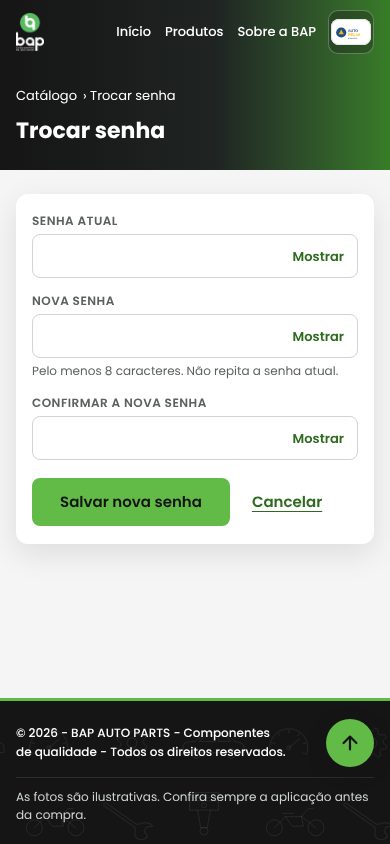 bap
Início Produtos Sobre a BAP
Catálogo › Trocar senha
Trocar senha
SENHA ATUAL
Mostrar
NOVA SENHA
Mostrar
Pelo menos 8 caracteres. Não repita a senha atual.
CONFIRMAR A NOVA SENHA
Mostrar
Salvar nova senha
Cancelar
© 2026 - BAP AUTO PARTS - Componentes
de qualidade - Todos os direitos reservados.
As fotos são ilustrativas. Confira sempre a aplicação antes
da compra.